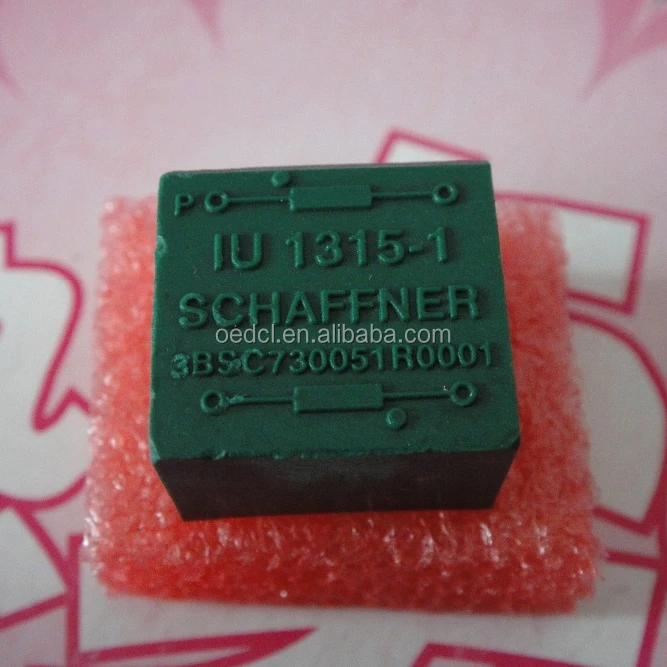 P
IU 1315-1
SCHAFFNER
oedcl.en.alibaba.com
3BSC730051R0001